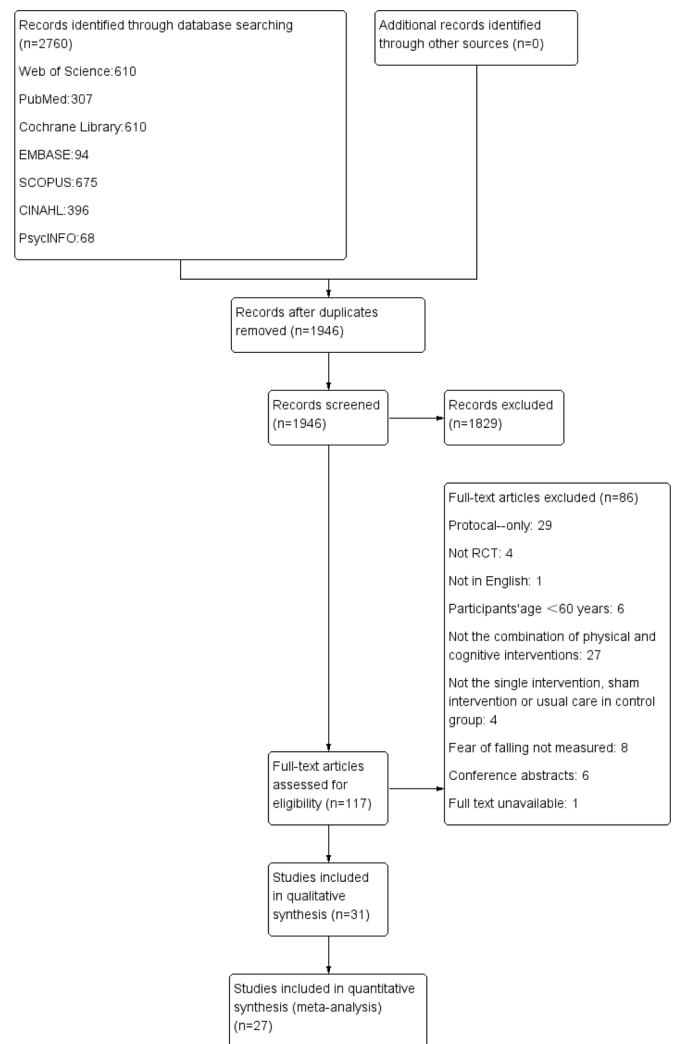 Records identified through database searching
(n=2760)
Web of Science:610
PubMed:307
Cochrane Library:610
EMBASE:94
SCOPUS:675
CINAHL:396
PsycINFO:68
Additional records identified
through other sources (n=0)
Records after duplicates
removed (n=1946)
Records screened
(n=1946)
Records excluded
(n=1829)
Full-text articles excluded (n=86)
Protocal--only: 29
Not RCT: 4
Not in English: 1
Participants'age <60 years: 6
Not the combination of physical and
cognitive interventions: 27
Not the single intervention, sham
intervention or usual care in control
group: 4
Fear of falling not measured: 8
Conference abstracts: 6
Full text unavailable: 1
Full-text articles
assessed for
eligibility (n=117)
Studies included
in qualitative
synthesis (n=31)
Studies included in quantitative
synthesis (meta-analysis)
(n=27)